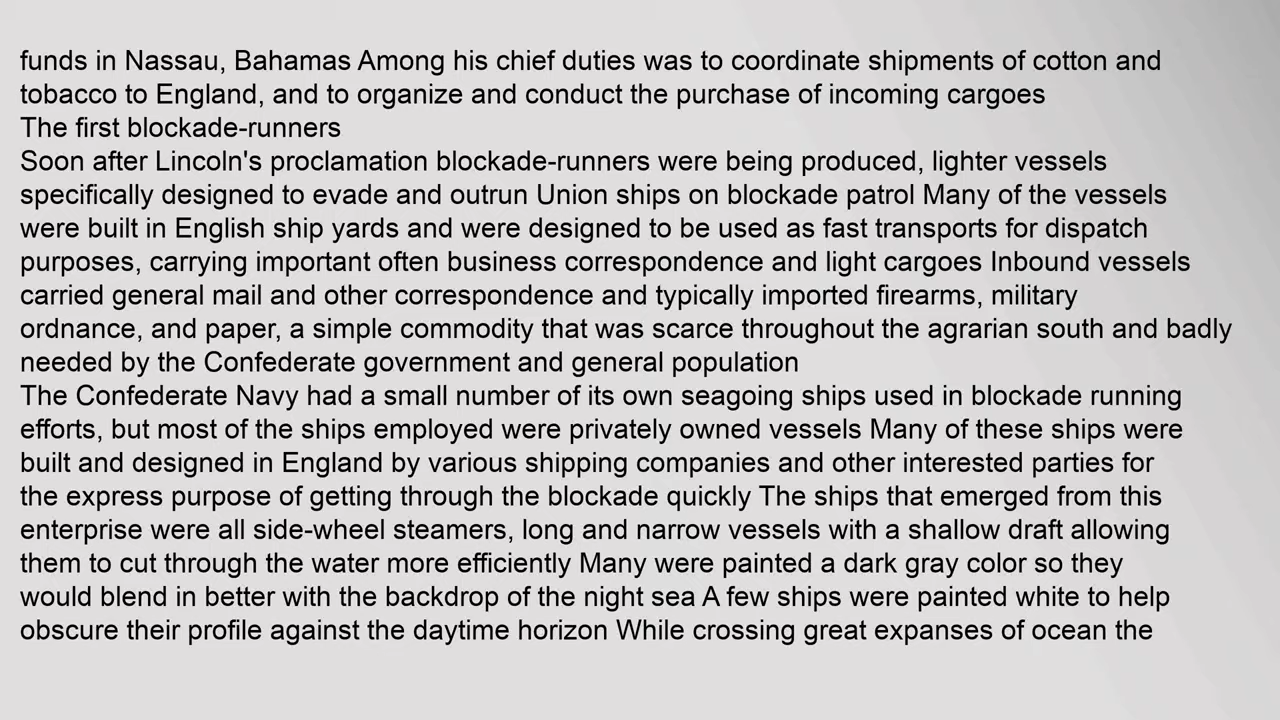 funds in Nassau, Bahamas Among his chief duties was to coordinate shipments of cotton and
tobacco to England, and to organize and conduct the purchase of incoming cargoes
The first blockade-runners
Soon after Lincoln's proclamation blockade-runners were being produced, lighter vessels
specifically designed to evade and outrun Union ships on blockade patrol Many of the vessels
were built in English ship yards and were designed to be used as fast transports for dispatch
purposes, carrying important often business correspondence and light cargoes Inbound vessels
carried general mail and other correspondence and typically imported firearms, military
ordnance, and paper, a simple commodity that was scarce throughout the agrarian south and badly
needed by the Confederate government and general population
The Confederate Navy had a small number of its own seagoing ships used in blockade running
efforts, but most of the ships employed were privately owned vessels Many of these ships were
built and designed in England by various shipping companies and other interested parties for
the express purpose of getting through the blockade quickly The ships that emerged from this
enterprise were all side-wheel steamers, long and narrow vessels with a shallow draft allowing
them to cut through the water more efficiently Many were painted a dark gray color so they
would blend in better with the backdrop of the night sea A few ships were painted white to help
obscure their profile against the daytime horizon While crossing great expanses of ocean the